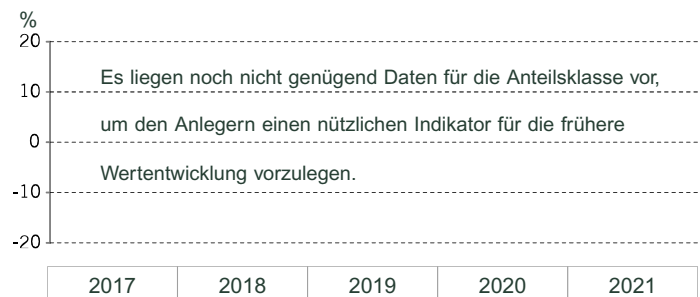 %
20
10
0
-10
-20
Es liegen noch nicht genügend Daten für die Anteilsklasse vor,
um den Anlegern einen nützlichen Indikator für die frühere
Wertentwicklung vorzulegen.
2017 2018 2019 2020 2021